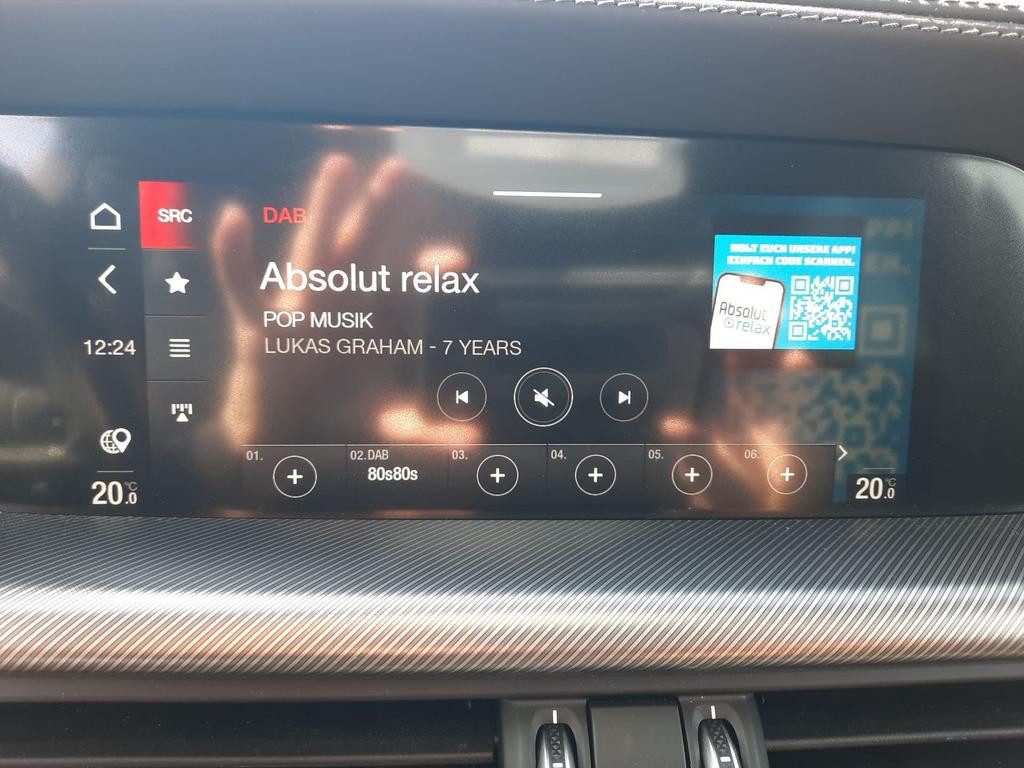 SRC
DAB
HOLT EUCH UNSERE APP!
EINFACH CODE SCANNEN.
Absolut relax
Absolut
relax
POP MUSIK
12:24
LUKAS GRAHAM - 7 YEARS
01.
02.DAB
80s80s
03.
04.
05.
06.
20.0 °C
20.0 °C